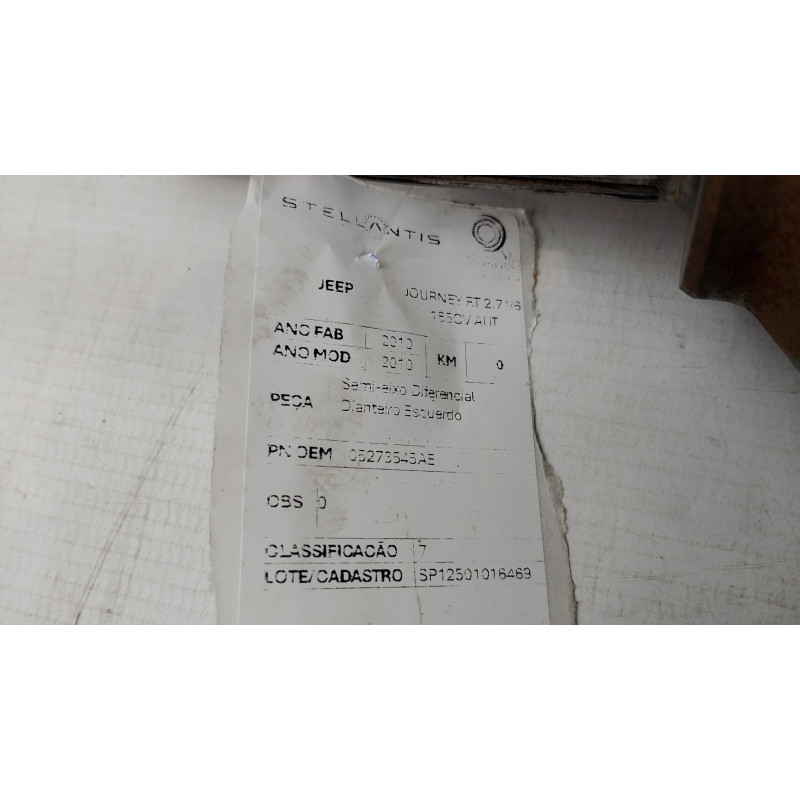 STELLANTIS
JEEP
JOURNEY RT 2.7 V6
185CV AUT
ANO FAB 2010
ANO MOD 2010
KM 0
PEÇA
Semi-eixo Diferencial
Dianteiro Esquerdo
PN OEM 05273545AE
OBS 0
CLASSIFICAÇÃO 7
LOTE/CADASTRO SP12501016469